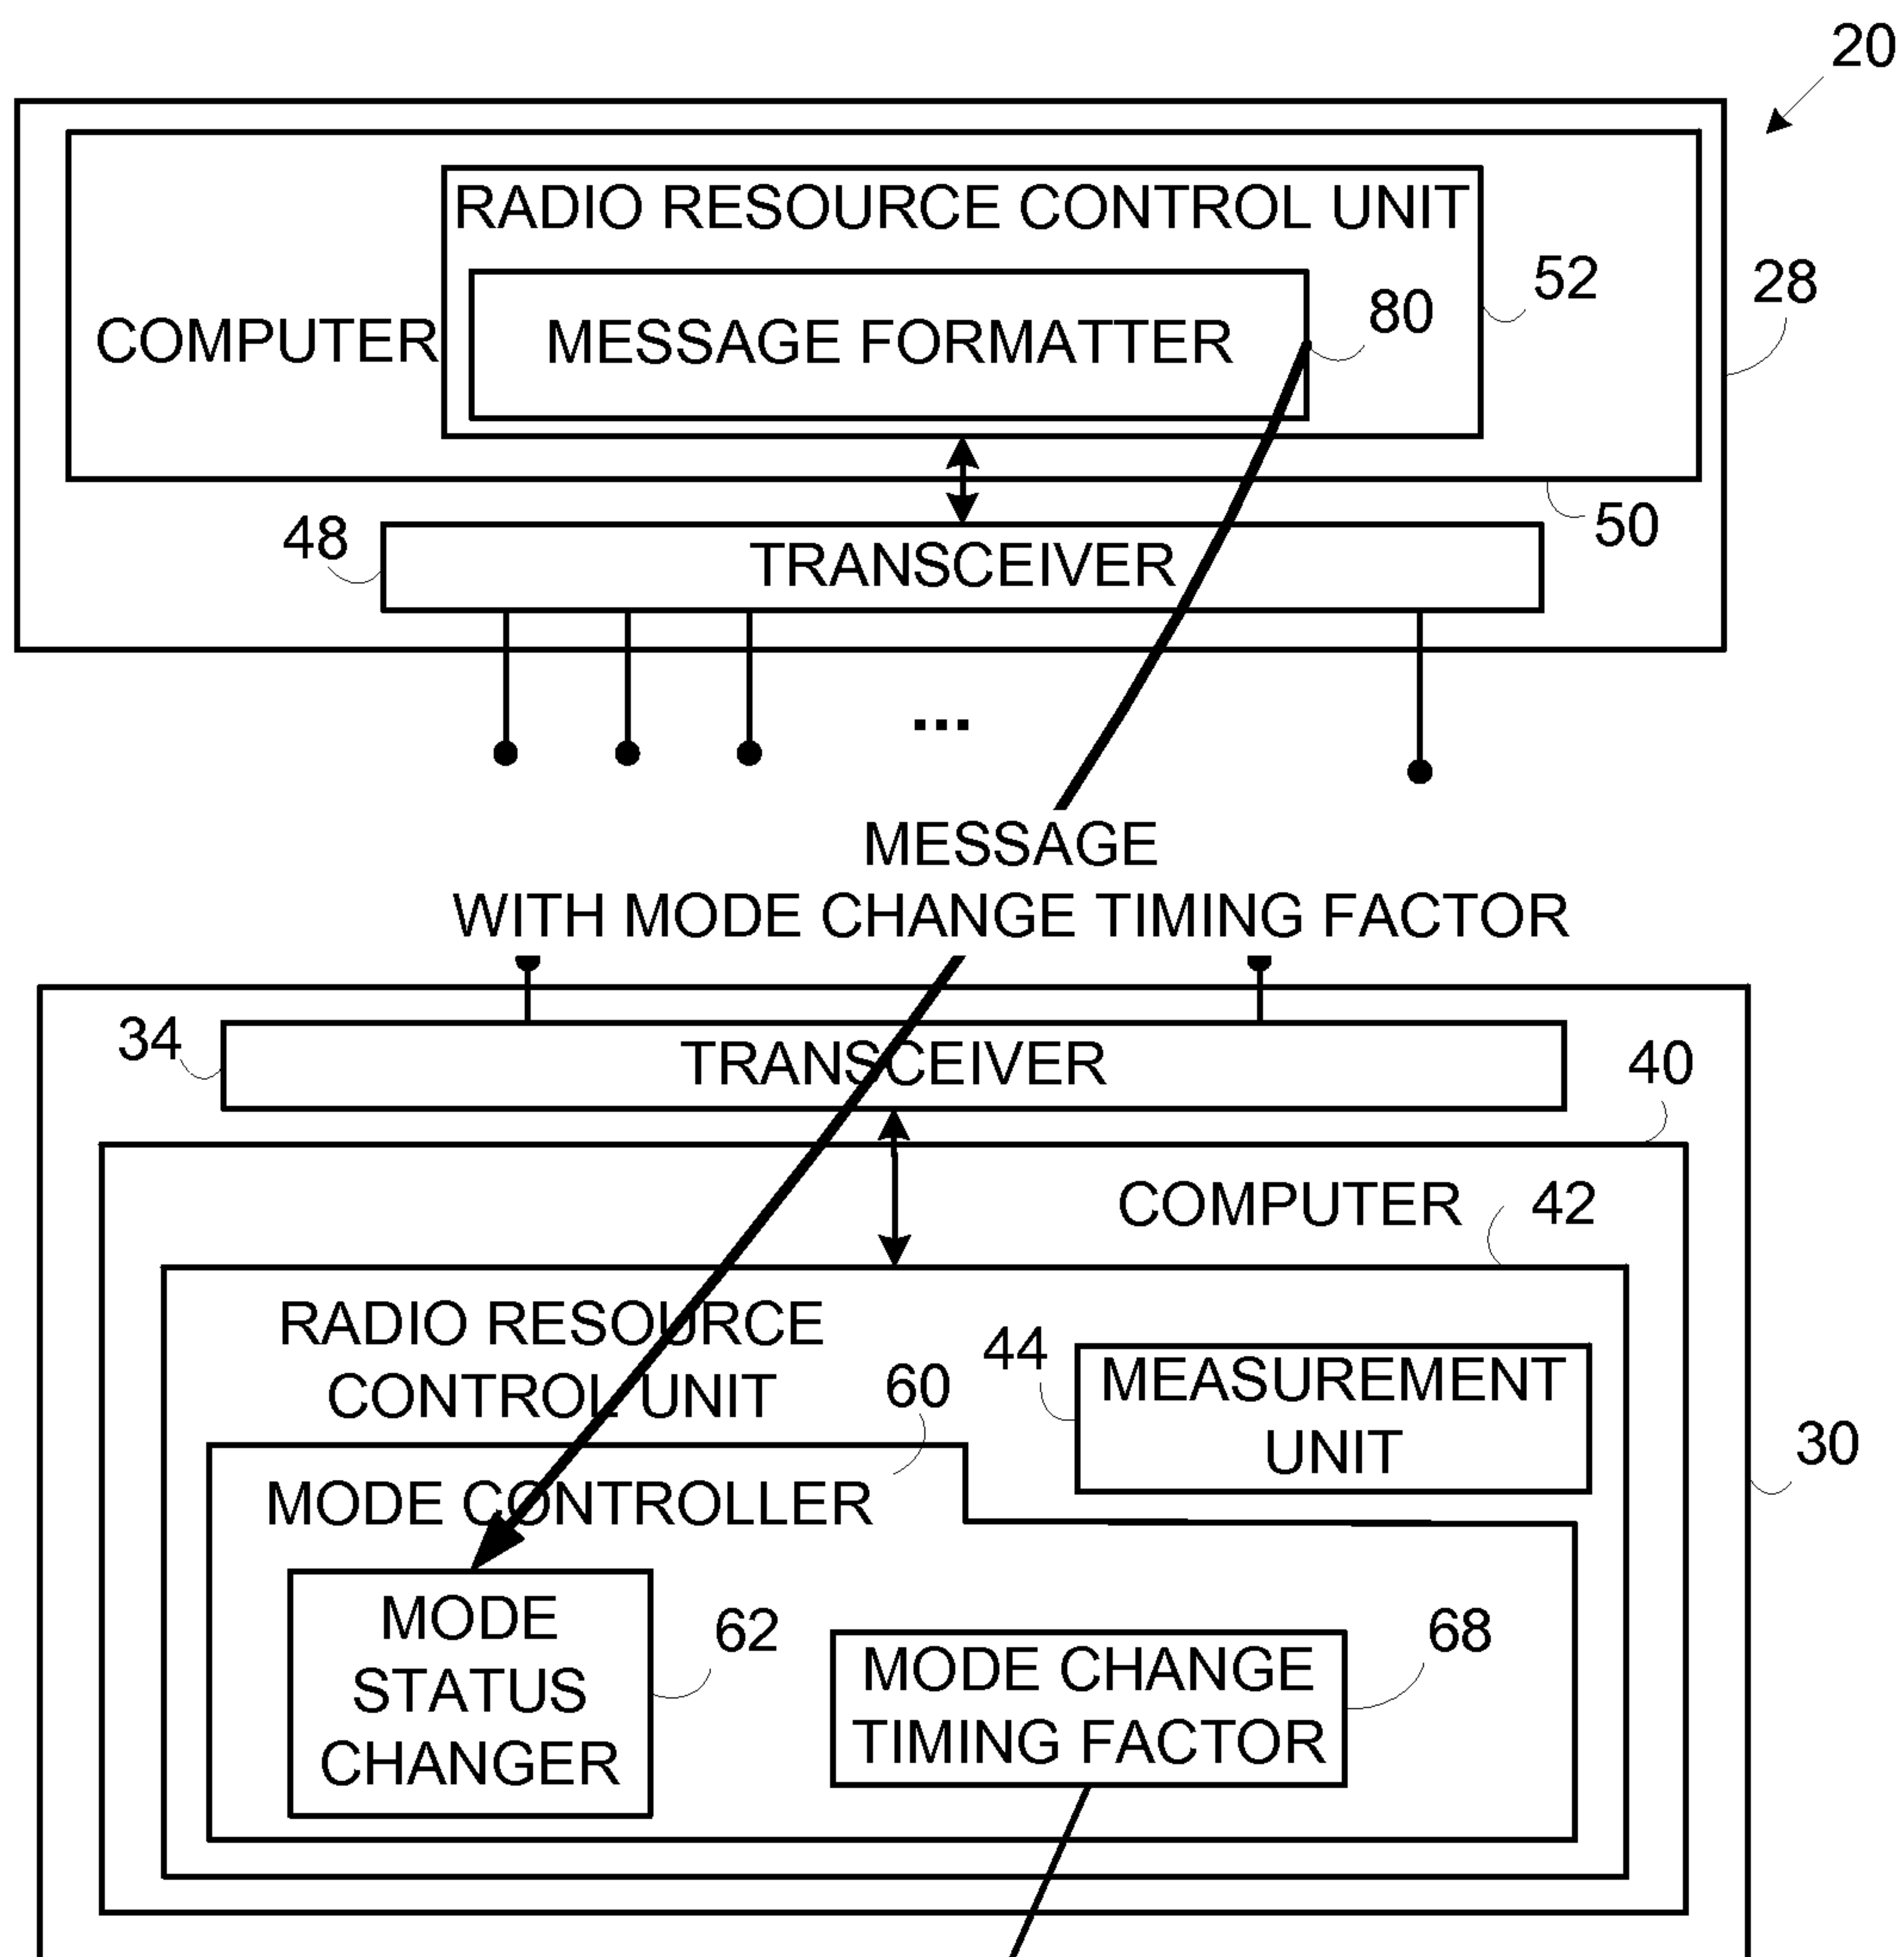 20
RADIO RESOURCE CONTROL UNIT
52
28
80
COMPUTER
MESSAGE FORMATTER
50
48
TRANSCEIVER
...
MESSAGE
WITH MODE CHANGE TIMING FACTOR
34
TRANSCEIVER
40
COMPUTER
42
RADIO RESOURCE
CONTROL UNIT
60
44
MEASUREMENT
UNIT
30
MODE CONTROLLER
MODE
STATUS
CHANGER
62
MODE CHANGE
TIMING FACTOR
68